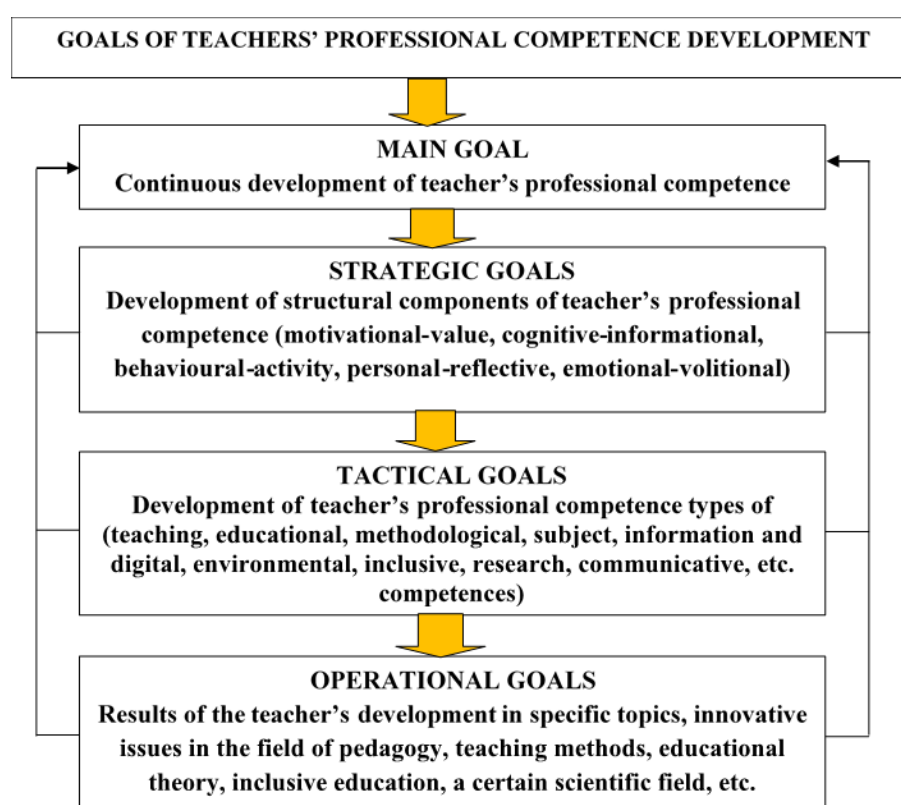 GOALS OF TEACHERS’ PROFESSIONAL COMPETENCE DEVELOPMENT
MAIN GOAL
Continuous development of teacher’s professional competence
STRATEGIC GOALS
Development of structural components of teacher’s professional
competence (motivational-value, cognitive-informational,
behavioural-activity, personal-reflective, emotional-volitional)
TACTICAL GOALS
Development of teacher’s professional competence types of
(teaching, educational, methodological, subject, information and
digital, environmental, inclusive, research, communicative, etc.
competences)
OPERATIONAL GOALS
Results of the teacher’s development in specific topics, innovative
issues in the field of pedagogy, teaching methods, educational
theory, inclusive education, a certain scientific field, etc.